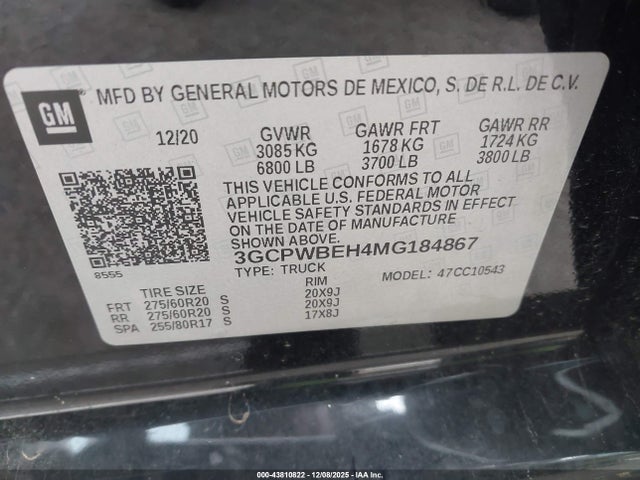 GM
MFD BY GENERAL MOTORS DE MEXICO, S. DE R.L. DE C.V.
12/20 GVWR GAWR FRT GAWR RR
3085 KG 1678 KG 1724 KG
6800 LB 3700 LB 3800 LB
THIS VEHICLE CONFORMS TO ALL
APPLICABLE U.S. FEDERAL MOTOR
VEHICLE SAFETY STANDARDS IN EFFECT
ON THE DATE OF MANUFACTURE
SHOWN ABOVE.
3GCPWBEH4MG184867
8555
TYPE: TRUCK MODEL: 47CC10543
TIRE SIZE RIM
FRT 275/60R20 S 20X9J
RR 275/60R20 S 20X9J
SPA 255/80R17 S 17X8J
000-43810822 - 12/08/2025 - IAA Inc.